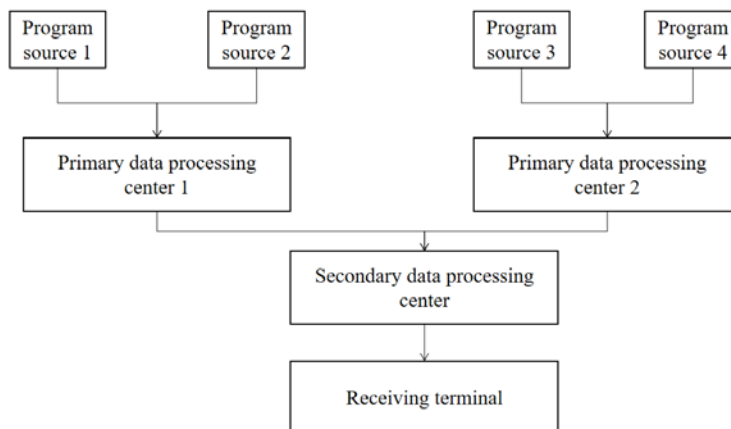 Program
source 1
Program
source 2
Program
source 3
Program
source 4
Primary data processing
center 1
Primary data processing
center 2
Secondary data processing
center
Receiving terminal